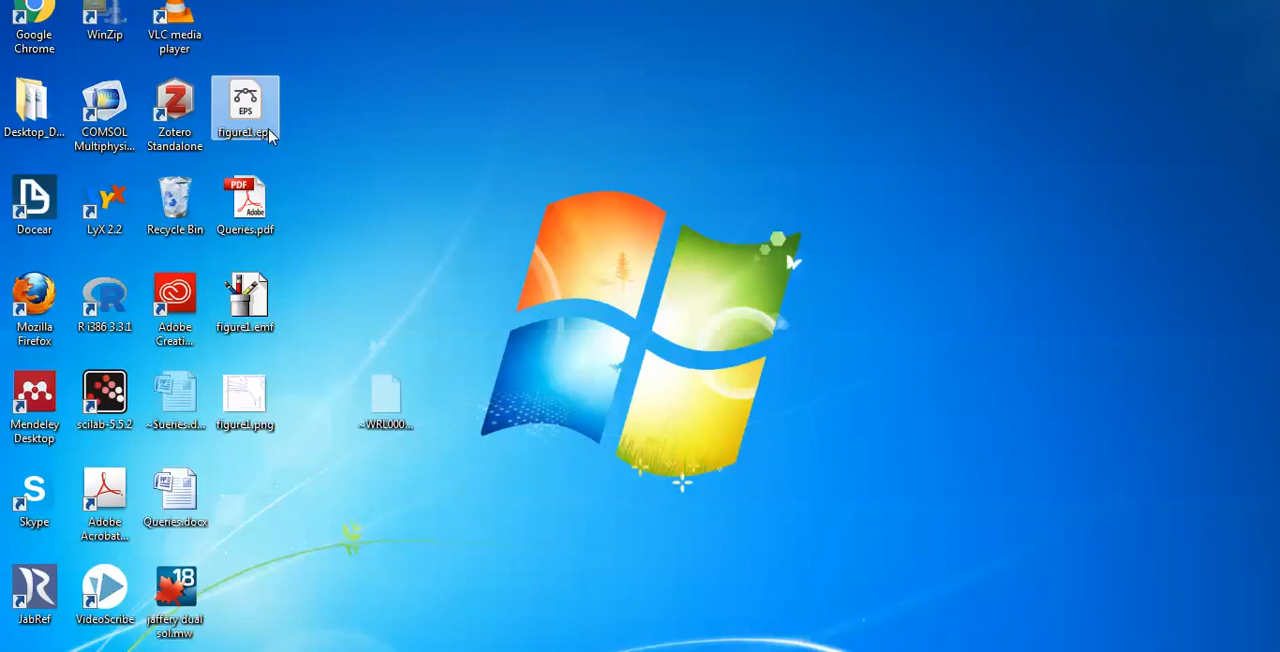 Google
Chrome
WinZip
VLC media
player
Desktop_D...
COMSOL
Multiphysi...
Zotero
Standalone
EPS
figure1.ep
Docear
LyX 2.2
Recycle Bin
PDF
Adobe
Queries.pdf
Mozilla
Firefox
R i386 3.3.1
Adobe
Creati...
figure1.emf
Mendeley
Desktop
scilab-5.5.2
~$ueries.d...
figure1.png
~WRL000...
Skype
Adobe
Acrobat...
Queries.docx
JabRef
VideoScribe
18
jaffery dual
sol.mw